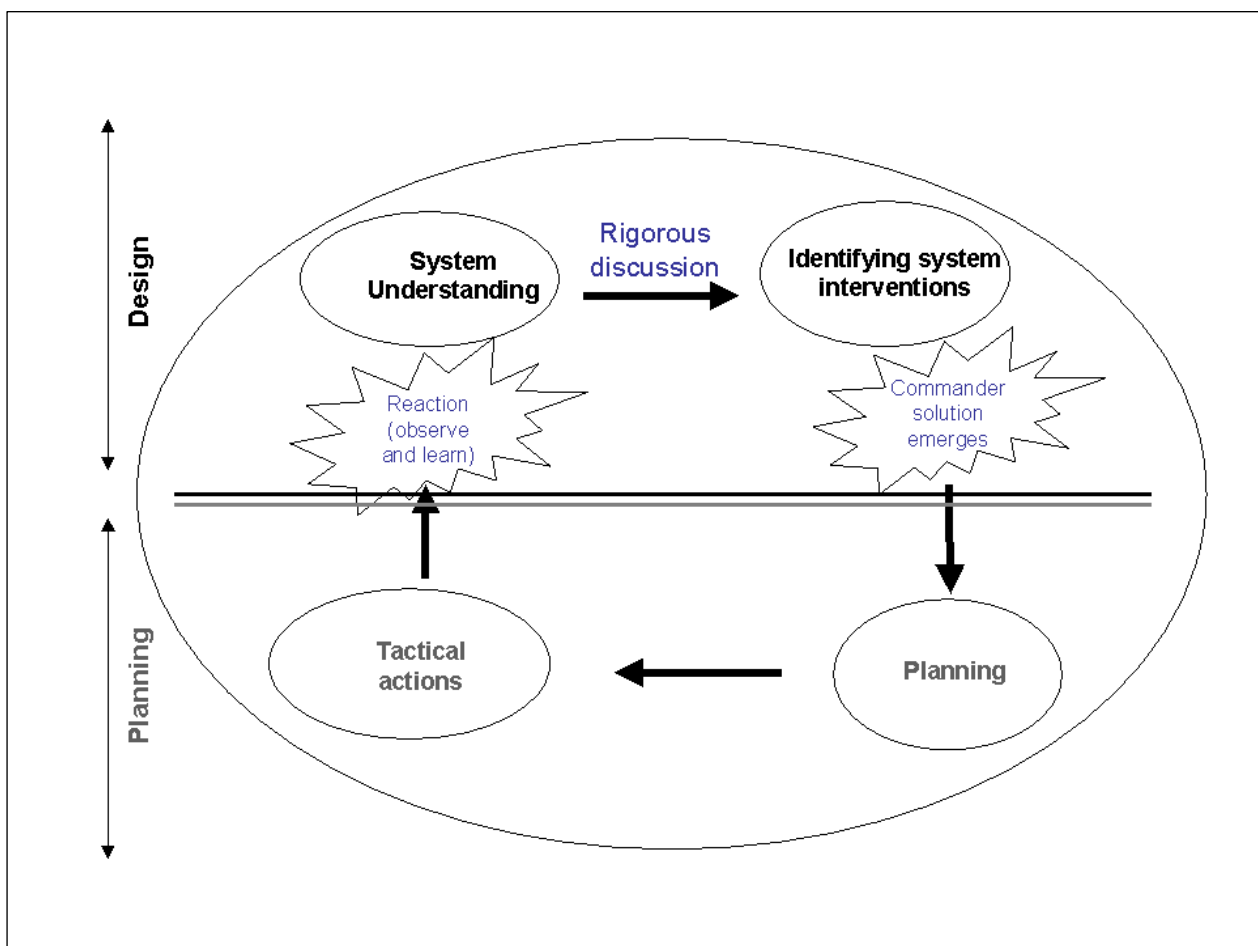 Design
System
Understanding
Rigorous
discussion
Identifying system
interventions
Reaction
(observe
and learn)
Commander
solution
emerges
Planning
Tactical
actions
Planning